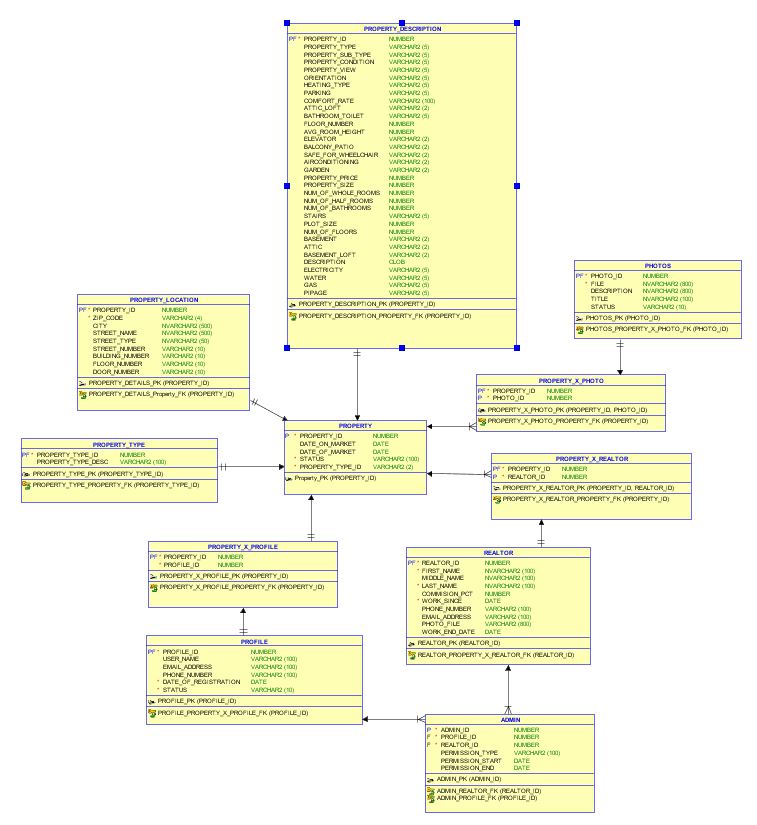 PROPERTY_DESCRIPTION
PF * PROPERTY_ID NUMBER
PROPERTY_TYPE VARCHAR2 (5)
PROPERTY_SUB_TYPE VARCHAR2 (5)
PROPERTY_CONDITION VARCHAR2 (5)
PROPERTY_VIEW VARCHAR2 (5)
ORIENTATION VARCHAR2 (5)
HEATING_TYPE VARCHAR2 (5)
PARKING VARCHAR2 (5)
COMFORT_RATE VARCHAR2 (100)
ATTIC_LOFT VARCHAR2 (2)
BATHROOM_TOILET VARCHAR2 (5)
FLOOR_NUMBER NUMBER
AVG_ROOM_HEIGHT NUMBER
ELEVATOR VARCHAR2 (2)
BALCONY_PATIO VARCHAR2 (2)
SAFE_FOR_WHEELCHAIR VARCHAR2 (2)
AIRCONDITIONING VARCHAR2 (2)
GARDEN VARCHAR2 (2)
PROPERTY_PRICE NUMBER
PROPERTY_SIZE NUMBER
NUM_OF_WHOLE_ROOMS NUMBER
NUM_OF_HALF_ROOMS NUMBER
NUM_OF_BATHROOMS NUMBER
STAIRS VARCHAR2 (5)
PLOT_SIZE NUMBER
NUM_OF_FLOORS NUMBER
BASEMENT VARCHAR2 (2)
ATTIC VARCHAR2 (2)
BASEMENT_LOFT VARCHAR2 (2)
DESCRIPTION CLOB
ELECTRICITY VARCHAR2 (5)
WATER VARCHAR2 (5)
GAS VARCHAR2 (5)
PIPAGE VARCHAR2 (5)
PROPERTY_DESCRIPTION_PK (PROPERTY_ID)
PROPERTY_DESCRIPTION_PROPERTY_FK (PROPERTY_ID)
PHOTOS
PF * PHOTO_ID NUMBER
* FILE NVARCHAR2 (800)
DESCRIPTION NVARCHAR2 (800)
TITLE NVARCHAR2 (100)
STATUS NVARCHAR2 (10)
PHOTOS_PK (PHOTO_ID)
PHOTOS_PROPERTY_X_PHOTO_FK (PHOTO_ID)
PROPERTY_LOCATION
PF * PROPERTY_ID NUMBER
* ZIP_CODE VARCHAR2 (4)
CITY NVARCHAR2 (500)
STREET_NAME NVARCHAR2 (500)
STREET_TYPE NVARCHAR2 (50)
STREET_NUMBER VARCHAR2 (10)
BUILDING_NUMBER VARCHAR2 (10)
FLOOR_NUMBER VARCHAR2 (10)
DOOR_NUMBER VARCHAR2 (10)
PROPERTY_DETAILS_PK (PROPERTY_ID)
PROPERTY_DETAILS_Property_FK (PROPERTY_ID)
PROPERTY_X_PHOTO
PF * PROPERTY_ID NUMBER
P * PHOTO_ID NUMBER
PROPERTY_X_PHOTO_PK (PROPERTY_ID, PHOTO_ID)
PROPERTY_X_PHOTO_PROPERTY_FK (PROPERTY_ID)
PROPERTY
P * PROPERTY_ID NUMBER
DATE_ON_MARKET DATE
DATE_OF_MARKET DATE
* STATUS VARCHAR2 (100)
* PROPERTY_TYPE_ID VARCHAR2 (2)
Property_PK (PROPERTY_ID)
PROPERTY_TYPE
PF * PROPERTY_TYPE_ID NUMBER
PROPERTY_TYPE_DESC VARCHAR2 (100)
PROPERTY_TYPE_PK (PROPERTY_TYPE_ID)
PROPERTY_TYPE_PROPERTY_FK (PROPERTY_TYPE_ID)
PROPERTY_X_REALTOR
PF * PROPERTY_ID NUMBER
P * REALTOR_ID NUMBER
PROPERTY_X_REALTOR_PK (PROPERTY_ID, REALTOR_ID)
PROPERTY_X_REALTOR_PROPERTY_FK (PROPERTY_ID)
PROPERTY_X_PROFILE
PF * PROPERTY_ID NUMBER
* PROFILE_ID NUMBER
PROPERTY_X_PROFILE_PK (PROPERTY_ID)
PROPERTY_X_PROFILE_PROPERTY_FK (PROPERTY_ID)
REALTOR
PF * REALTOR_ID NUMBER
* FIRST_NAME NVARCHAR2 (100)
MIDDLE_NAME NVARCHAR2 (100)
* LAST_NAME NVARCHAR2 (100)
COMMISION_PCT NUMBER
* WORK_SINCE DATE
PHONE_NUMBER VARCHAR2 (100)
EMAIL_ADDRESS VARCHAR2 (100)
PHOTO_FILE VARCHAR2 (800)
WORK_END_DATE DATE
REALTOR_PK (REALTOR_ID)
REALTOR_PROPERTY_X_REALTOR_FK (REALTOR_ID)
PROFILE
PF * PROFILE_ID NUMBER
USER_NAME VARCHAR2 (100)
EMAIL_ADDRESS VARCHAR2 (100)
PHONE_NUMBER VARCHAR2 (100)
* DATE_OF_REGISTRATION DATE
* STATUS VARCHAR2 (10)
PROFILE_PK (PROFILE_ID)
PROFILE_PROPERTY_X_PROFILE_FK (PROFILE_ID)
ADMIN
P * ADMIN_ID NUMBER
F * PROFILE_ID NUMBER
F * REALTOR_ID NUMBER
PERMISSION_TYPE VARCHAR2 (100)
PERMISSION_START DATE
PERMISSION_END DATE
ADMIN_PK (ADMIN_ID)
ADMIN_REALTOR_FK (REALTOR_ID)
ADMIN_PROFILE_FK (PROFILE_ID)